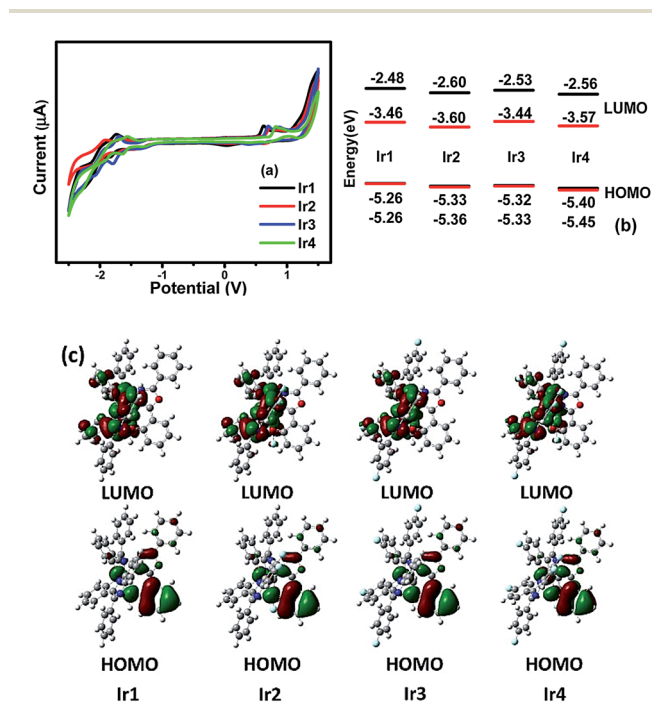 Current (μA)
(a)
Ir1
Ir2
Ir3
Ir4
-2 -1 0 1
Potential (V)
Energy(eV)
-2.48 -2.60 -2.53 -2.56
LUMO
-3.46 -3.60 -3.44 -3.57
Ir1 Ir2 Ir3 Ir4
HOMO
-5.26 -5.33 -5.32 -5.40
-5.26 -5.36 -5.33 -5.45
(b)
(c)
LUMO LUMO LUMO LUMO
HOMO HOMO HOMO HOMO
Ir1 Ir2 Ir3 Ir4